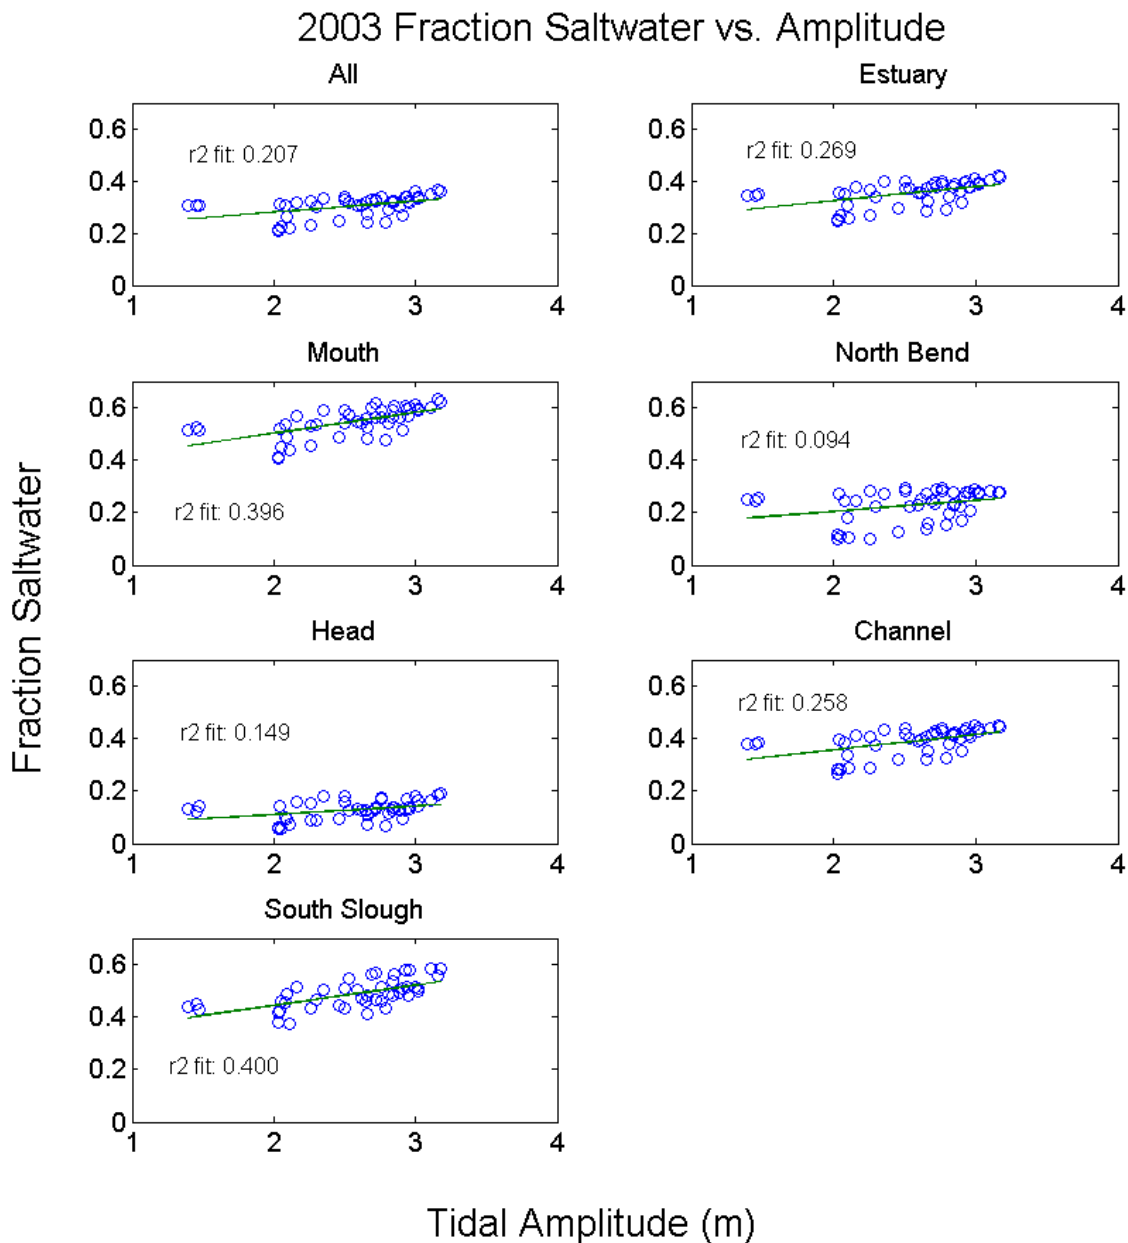 2003 Fraction Saltwater vs. Amplitude
All
0.6
0.4
0.2
0
r2 fit: 0.207
1 2 3 4
Estuary
0.6
0.4
0.2
0
r2 fit: 0.269
1 2 3 4
Mouth
0.6
0.4
0.2
0
r2 fit: 0.396
1 2 3 4
North Bend
0.6
0.4
0.2
0
r2 fit: 0.094
1 2 3 4
Fraction Saltwater
Head
0.6
0.4
0.2
0
r2 fit: 0.149
1 2 3 4
Channel
0.6
0.4
0.2
0
r2 fit: 0.258
1 2 3 4
South Slough
0.6
0.4
0.2
0
r2 fit: 0.400
1 2 3 4
Tidal Amplitude (m)